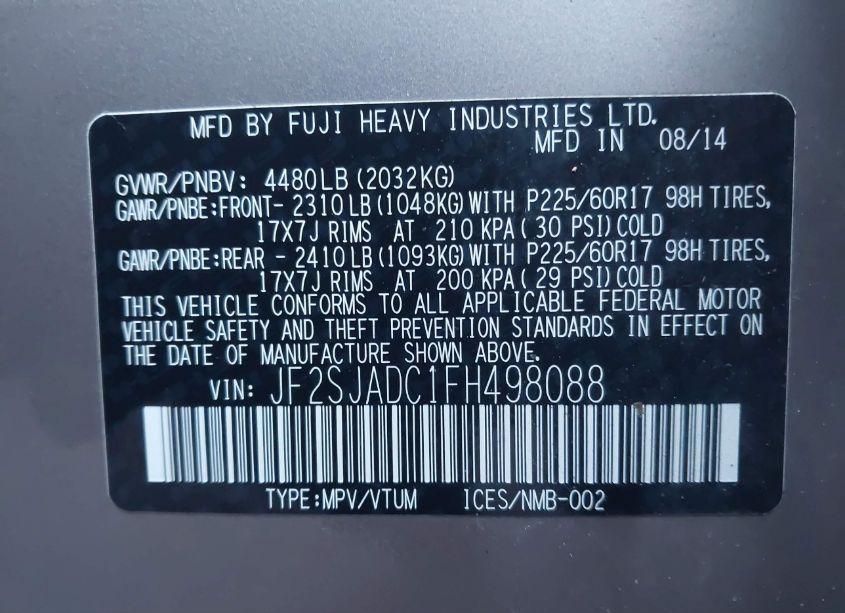 MFD BY FUJI HEAVY INDUSTRIES LTD.
MFD IN 08/14
GVWR/PNBV: 4480LB (2032KG)
GAWR/PNBE:FRONT- 2310LB (1048KG) WITH P225/60R17 98H TIRES,
17X7J RIMS AT 210 KPA ( 30 PSI) COLD
GAWR/PNBE:REAR - 2410LB (1093KG) WITH P225/60R17 98H TIRES,
17X7J RIMS AT 200 KPA ( 29 PSI) COLD
THIS VEHICLE CONFORMS TO ALL APPLICABLE FEDERAL MOTOR
VEHICLE SAFETY AND THEFT PREVENTION STANDARDS IN EFFECT ON
THE DATE OF MANUFACTURE SHOWN ABOVE.
VIN: JF2SJADC1FH498088
TYPE:MPV/VTUM ICES/NMB-002